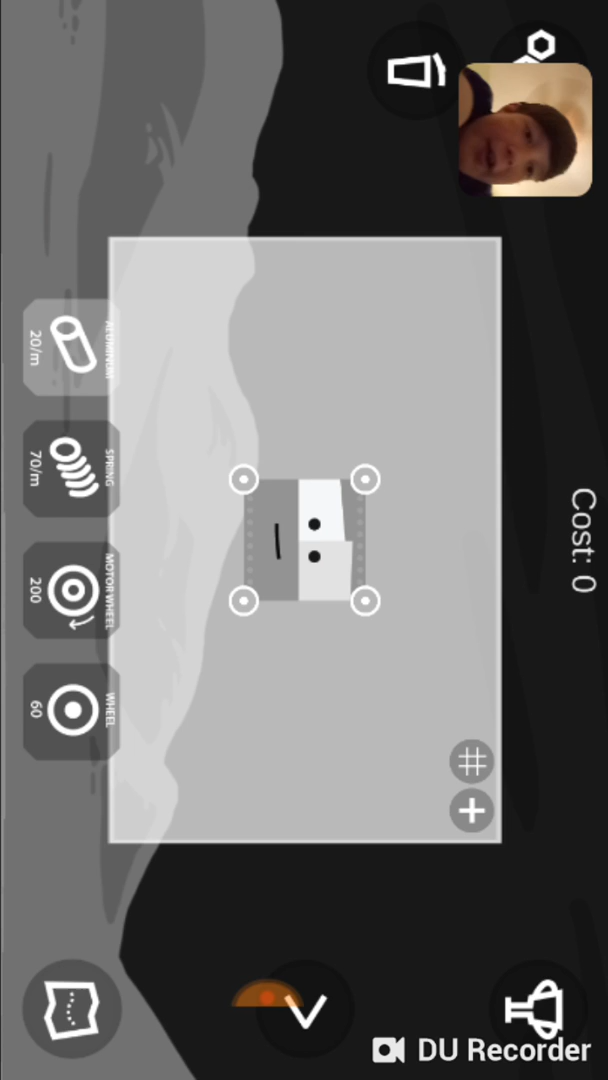 Cost: 0
ALUMINUM
20/m
SPRING
70/m
MOTOR WHEEL
200
WHEEL
60
DU Recorder